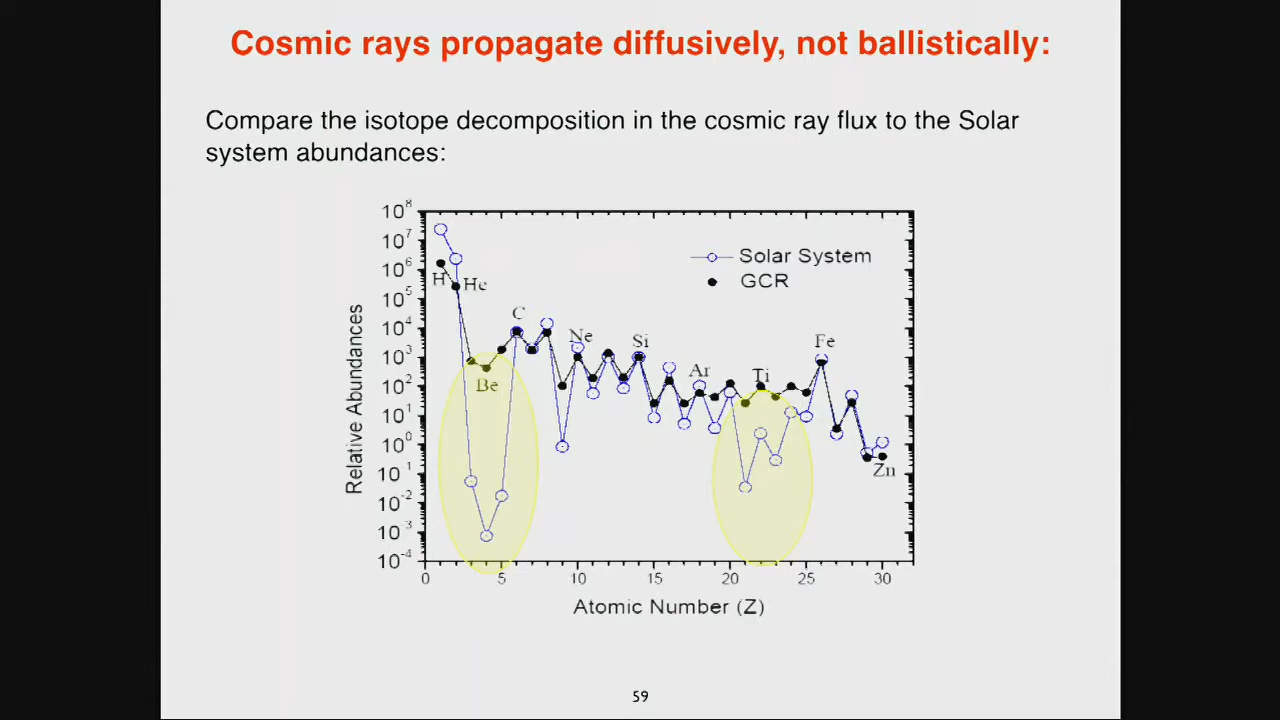 Cosmic rays propagate diffusively, not ballistically:
Compare the isotope decomposition in the cosmic ray flux to the Solar
system abundances:
10^8
10^7
10^6
10^5
10^4
10^3
10^2
10^1
10^0
10^-1
10^-2
10^-3
10^-4
Relative Abundances
Solar System
GCR
H
He
Be
C
Ne
Si
Ar
Ti
Fe
Zn
0 5 10 15 20 25 30
Atomic Number (Z)
59